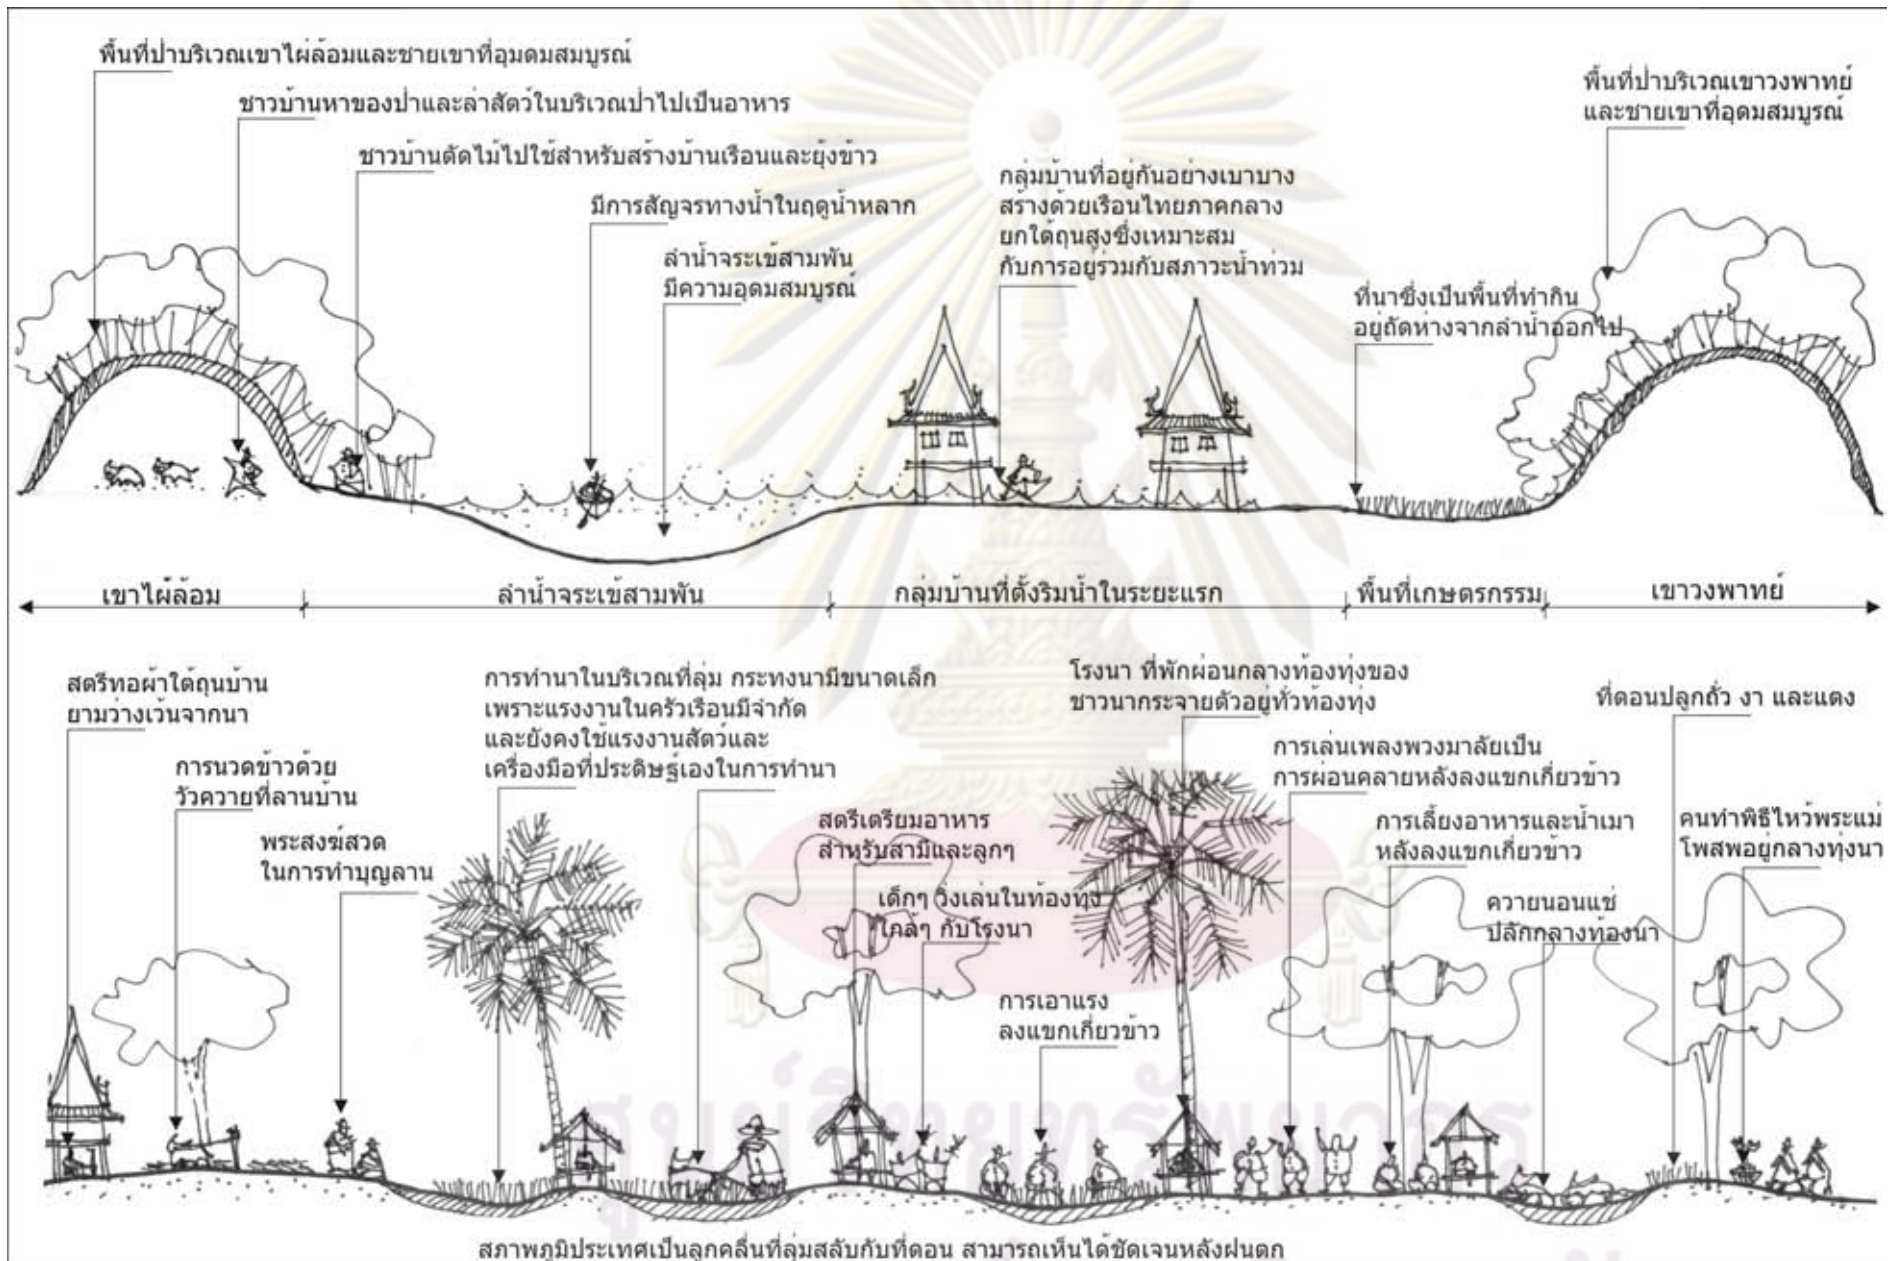 พื้นที่ป่าบริเวณเขาไผ่ล้อมและชายเขาที่อุมดมสมบูรณ์
ชาวบ้านหาของป่าและล่าสัตว์ในบริเวณป่าไปเป็นอาหาร
ชาวบ้านตัดไม้ไปใช้สำหรับสร้างบ้านเรือนและยุ้งข้าว
มีการสัญจรทางน้ำในฤดูน้ำหลาก
ลำน้ำจระเข้สามพัน
มีความอุดมสมบูรณ์
กลุ่มบ้านที่อยู่กันอย่างเบาบาง
สร้างด้วยเรือนไทยภาคกลาง
ยกใต้ถุนสูงซึ่งเหมาะสม
กับการอยู่ร่วมกับสภาวะน้ำท่วม
ที่นาซึ่งเป็นพื้นที่ทำกิน
อยู่ถัดห่างจากลำน้ำออกไป
พื้นที่ป่าบริเวณเขาวงพาทย์
และชายเขาที่อุดมสมบูรณ์
เขาไผ่ล้อม
ลำน้ำจระเข้สามพัน
กลุ่มบ้านที่ตั้งริมน้ำในระยะแรก
พื้นที่เกษตรกรรม
เขาวงพาทย์
สตรีทอผ้าใต้ถุนบ้าน
ยามว่างเว้นจากนา
การนวดข้าวด้วย
วัวควายที่ลานบ้าน
พระสงฆ์สวด
ในการทำบุญลาน
การทำนาในบริเวณที่ลุ่ม กระทงนามีขนาดเล็ก
เพราะแรงงานในครัวเรือนมีจำกัด
และยังคงใช้แรงงานสัตว์และ
เครื่องมือที่ประดิษฐ์เองในการทำนา
สตรีเตรียมอาหาร
สำหรับสามีและลูกๆ
เด็กๆ วิ่งเล่นในท้องทุ่ง
ใกล้ๆ กับโรงนา
การเอาแรง
ลงแขกเกี่ยวข้าว
โรงนา ที่พักผ่อนกลางท้องทุ่งของ
ชาวนากระจายตัวอยู่ทั่วท้องทุ่ง
การเล่นเพลงพวงมาลัยเป็น
การผ่อนคลายหลังลงแขกเกี่ยวข้าว
การเลี้ยงอาหารและน้ำเมา
หลังลงแขกเกี่ยวข้าว
ควายนอนแช่
ปลักกลางท้องนา
ที่ดอนปลูกถั่ว งา และแตง
คนทำพิธีไหว้พระแม่
โพสพอยู่กลางทุ่งนา
ศูนย์วิทยทรัพยากร
สภาพภูมิประเทศเป็นลูกคลื่นที่ลุ่มสลับกับที่ดอน สามารถเห็นได้ชัดเจนหลังฝนตก